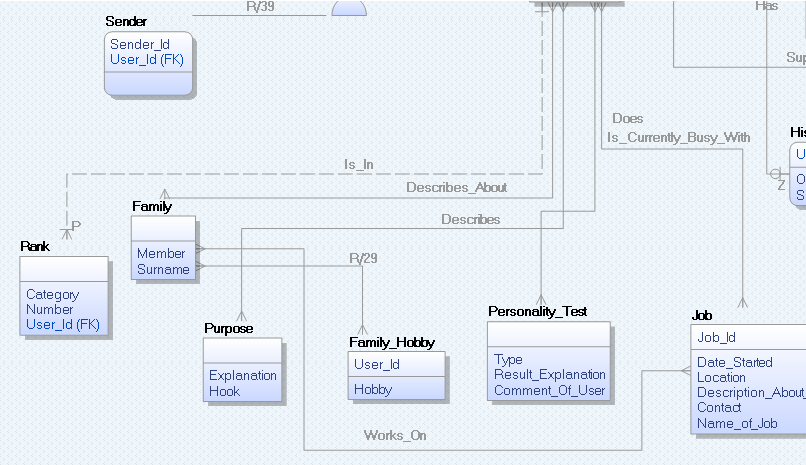 R/39
Has
Sender
Sender_Id
User_Id (FK)
Sup
Does
Is_Currently_Busy_With
His
U
O
S
Z
Is_In
Describes_About
Family
Member
Surname
Describes
P
Rank
Category
Number
User_Id (FK)
R/29
Purpose
Explanation
Hook
Family_Hobby
User_Id
Hobby
Personality_Test
Type
Result_Explanation
Comment_Of_User
Job
Job_Id
Date_Started
Location
Description_About_
Contact
Name_of_Job
Works_On